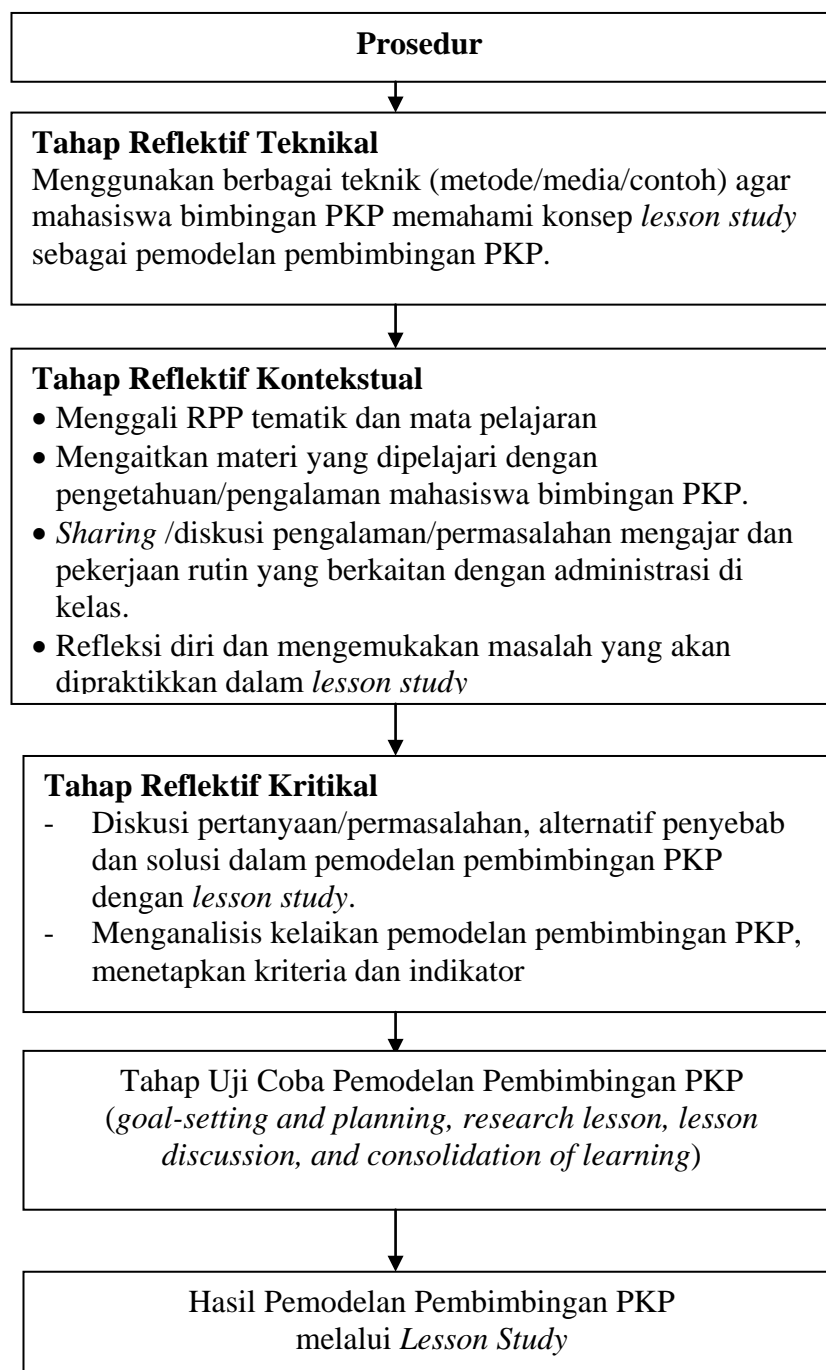 Prosedur
Tahap Reflektif Teknikal
Menggunakan berbagai teknik (metode/media/contoh) agar
mahasiswa bimbingan PKP memahami konsep lesson study
sebagai pemodelan pembimbingan PKP.
Tahap Reflektif Kontekstual
• Menggali RPP tematik dan mata pelajaran
• Mengaitkan materi yang dipelajari dengan
pengetahuan/pengalaman mahasiswa bimbingan PKP.
• Sharing /diskusi pengalaman/permasalahan mengajar dan
pekerjaan rutin yang berkaitan dengan administrasi di
kelas.
• Refleksi diri dan mengemukakan masalah yang akan
dipraktikkan dalam lesson study
Tahap Reflektif Kritikal
- Diskusi pertanyaan/permasalahan, alternatif penyebab
dan solusi dalam pemodelan pembimbingan PKP
dengan lesson study.
- Menganalisis kelaikan pemodelan pembimbingan PKP,
menetapkan kriteria dan indikator
Tahap Uji Coba Pemodelan Pembimbingan PKP
(goal-setting and planning, research lesson, lesson
discussion, and consolidation of learning)
Hasil Pemodelan Pembimbingan PKP
melalui Lesson Study